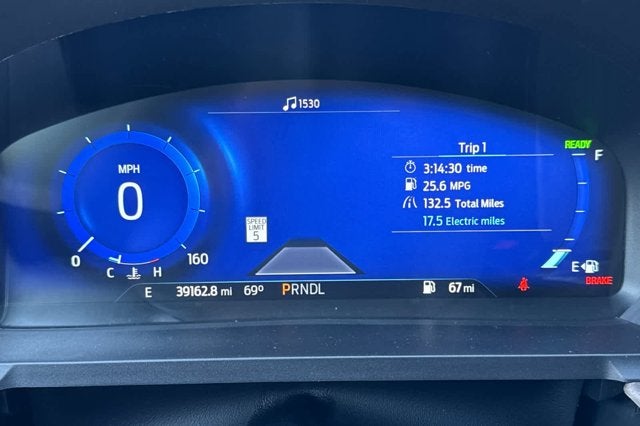 1530
READY
Trip 1
F
MPH
3:14:30 time
25.6 MPG
0
132.5 Total Miles
17.5 Electric miles
SPEED
LIMIT
5
0 160
C H
E
BRAKE
E 39162.8 mi 69° PRNDL 67 mi